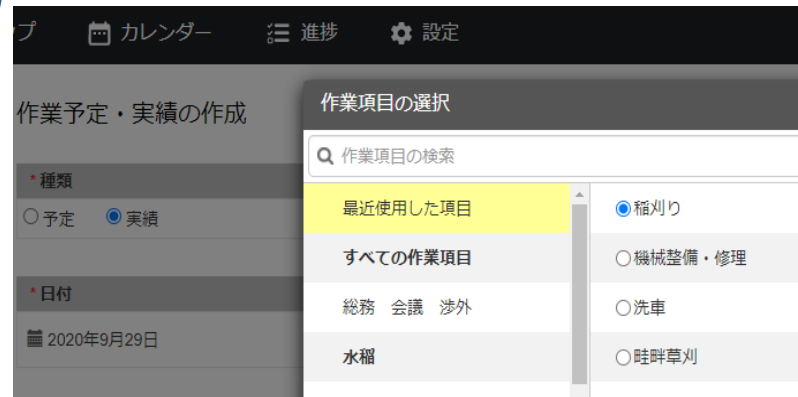 プ カレンダー 進捗 設定
作業予定・実績の作成
*種類
予定 実績
*日付
2020年9月29日
作業項目の選択
作業項目の検索
最近使用した項目
すべての作業項目
総務 会議 渉外
水稲
稲刈り
機械整備・修理
洗車
畦畔草刈